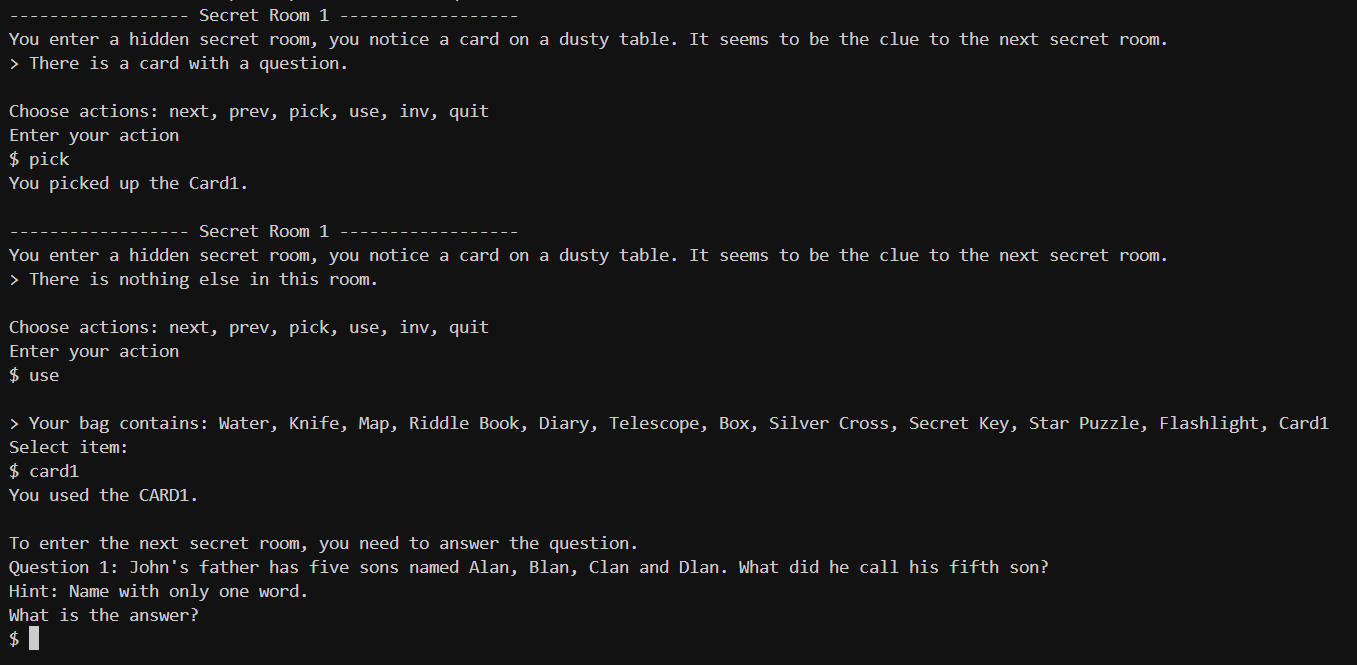 ------------------ Secret Room 1 ------------------
You enter a hidden secret room, you notice a card on a dusty table. It seems to be the clue to the next secret room.
> There is a card with a question.
Choose actions: next, prev, pick, use, inv, quit
Enter your action
$ pick
You picked up the Card1.
------------------ Secret Room 1 ------------------
You enter a hidden secret room, you notice a card on a dusty table. It seems to be the clue to the next secret room.
> There is nothing else in this room.
Choose actions: next, prev, pick, use, inv, quit
Enter your action
$ use
> Your bag contains: Water, Knife, Map, Riddle Book, Diary, Telescope, Box, Silver Cross, Secret Key, Star Puzzle, Flashlight, Card1
Select item:
$ card1
You used the CARD1.
To enter the next secret room, you need to answer the question.
Question 1: John's father has five sons named Alan, Blan, Clan and Dlan. What did he call his fifth son?
Hint: Name with only one word.
What is the answer?
$